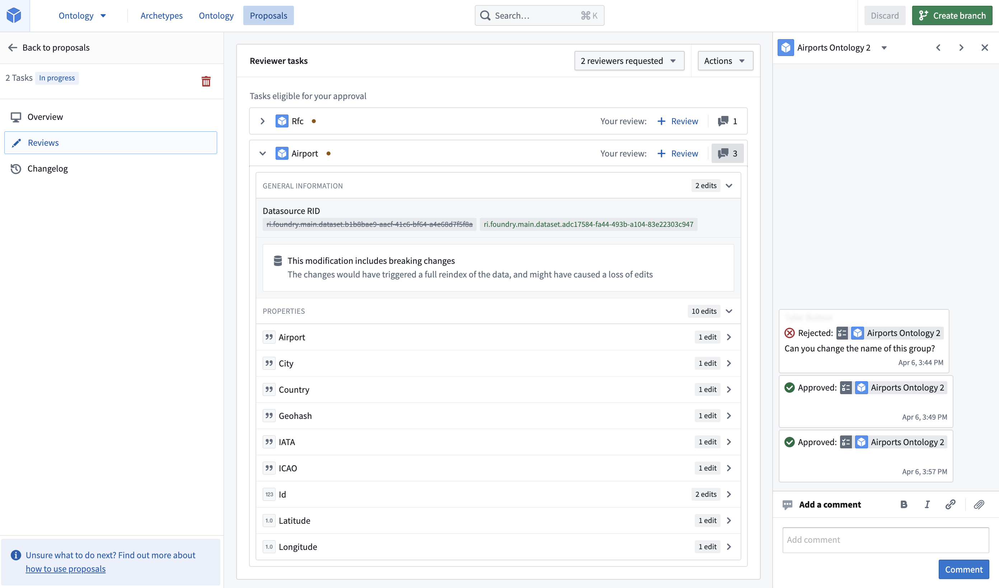 Ontology
Archetypes
Ontology
Proposals
Search...
⌘ K
Discard
Create branch
Back to proposals
2 Tasks
In progress
Overview
Reviews
Changelog
Unsure what to do next? Find out more about
how to use proposals
Reviewer tasks
2 reviewers requested
Actions
Tasks eligible for your approval
Rfc
Your review:
Review
1
Airport
Your review:
Review
3
GENERAL INFORMATION
2 edits
Datasource RID
ri.foundry.main.dataset.b1b8bae9-aacf-41c6-bf64-a4e68d7f5f8a
ri.foundry.main.dataset.adc17584-fa44-493b-a104-83e22303c947
This modification includes breaking changes
The changes would have triggered a full reindex of the data, and might have caused a loss of edits
PROPERTIES
10 edits
Airport
1 edit
City
1 edit
Country
1 edit
Geohash
1 edit
IATA
1 edit
ICAO
1 edit
123
Id
2 edits
1.0
Latitude
1 edit
1.0
Longitude
1 edit
Airports Ontology 2
Rejected:
Airports Ontology 2
Can you change the name of this group?
Apr 6, 3:44 PM
Approved:
Airports Ontology 2
Apr 6, 3:49 PM
Approved:
Airports Ontology 2
Apr 6, 3:57 PM
Add a comment
B
I
Add comment
Comment